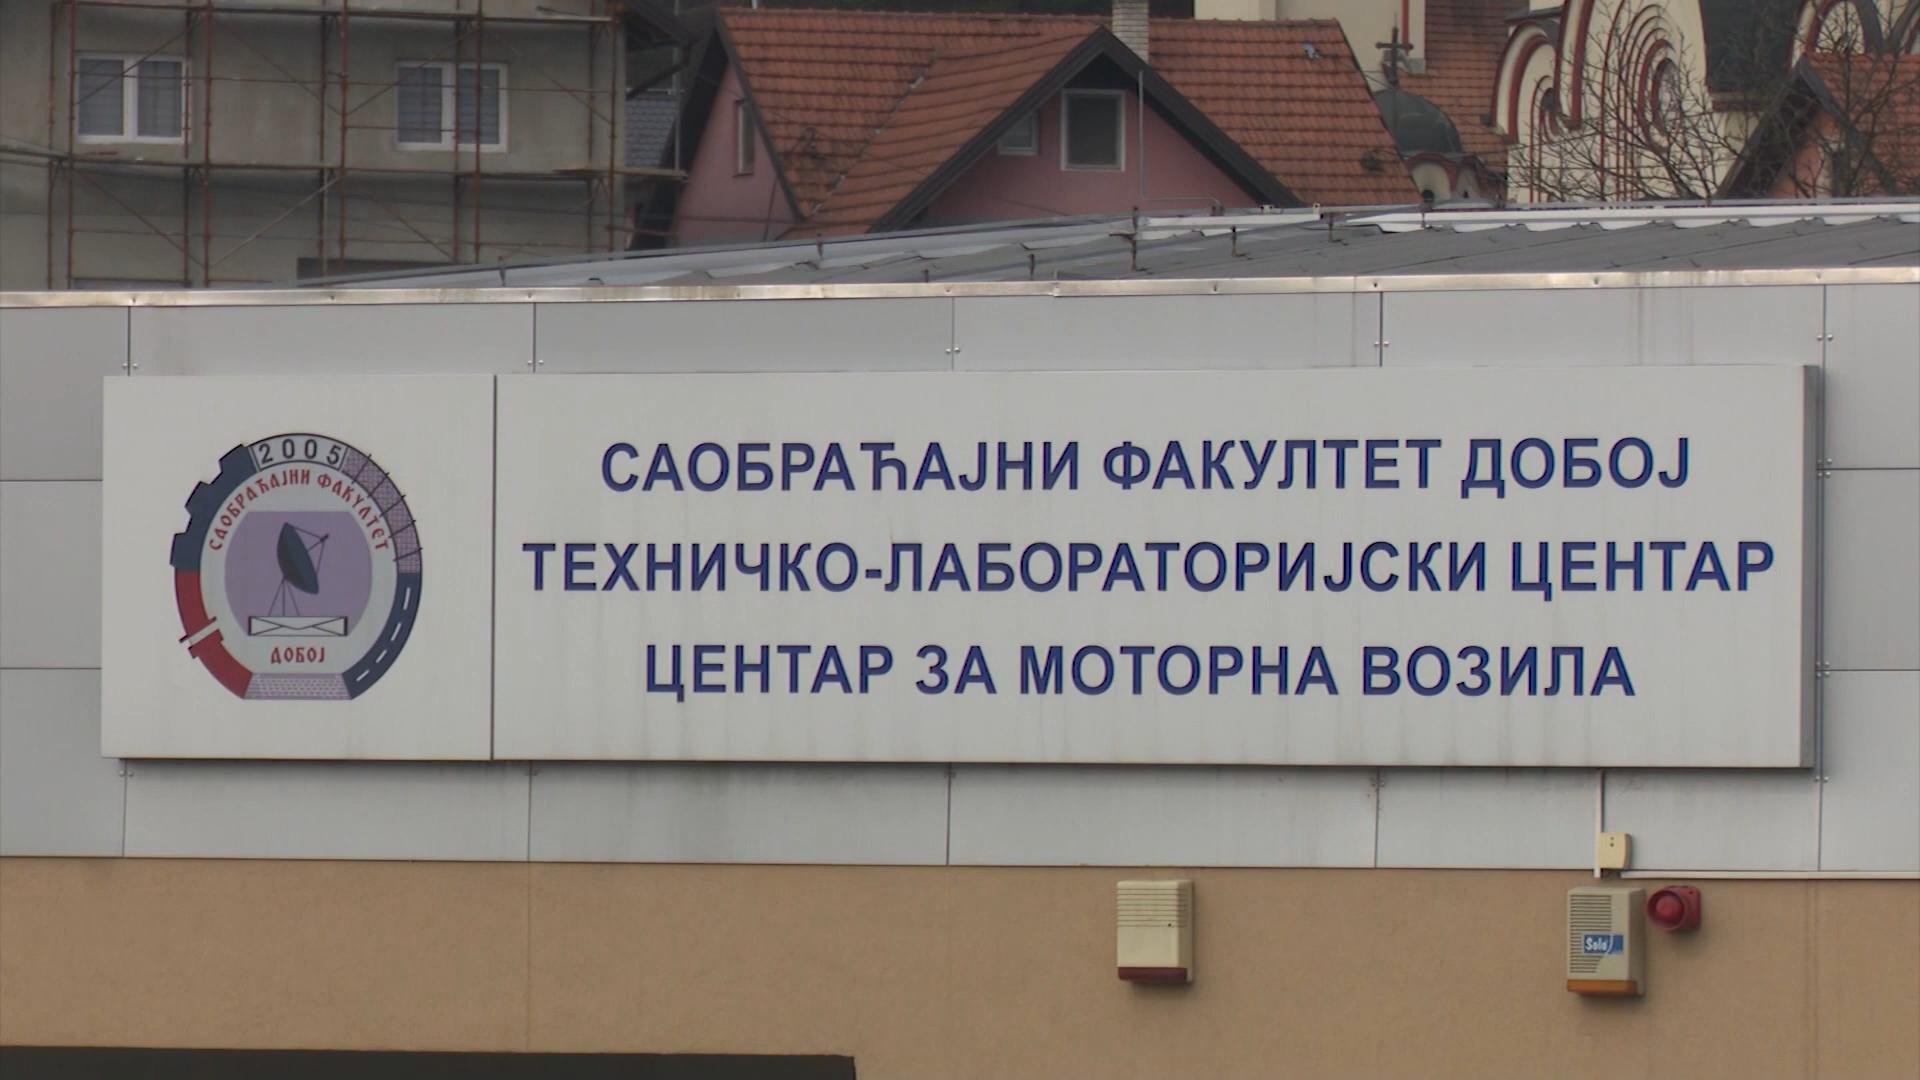 2005
САОБРАЋАЈНИ ФАКУЛТЕТ
ДОБОЈ
САОБРАЋАЈНИ ФАКУЛТЕТ ДОБОЈ
ТЕХНИЧКО-ЛАБОРАТОРИЈСКИ ЦЕНТАР
ЦЕНТАР ЗА МОТОРНА ВОЗИЛА